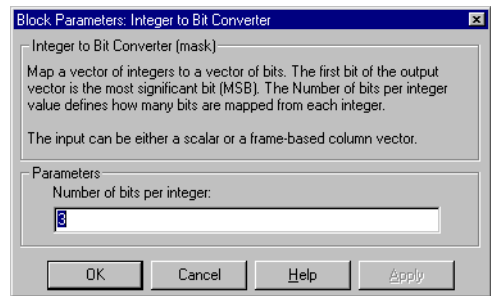 Block Parameters: Integer to Bit Converter
Integer to Bit Converter (mask)
Map a vector of integers to a vector of bits. The first bit of the output
vector is the most significant bit (MSB). The Number of bits per integer
value defines how many bits are mapped from each integer.
The input can be either a scalar or a frame-based column vector.
Parameters
Number of bits per integer:
3
OK Cancel Help Apply